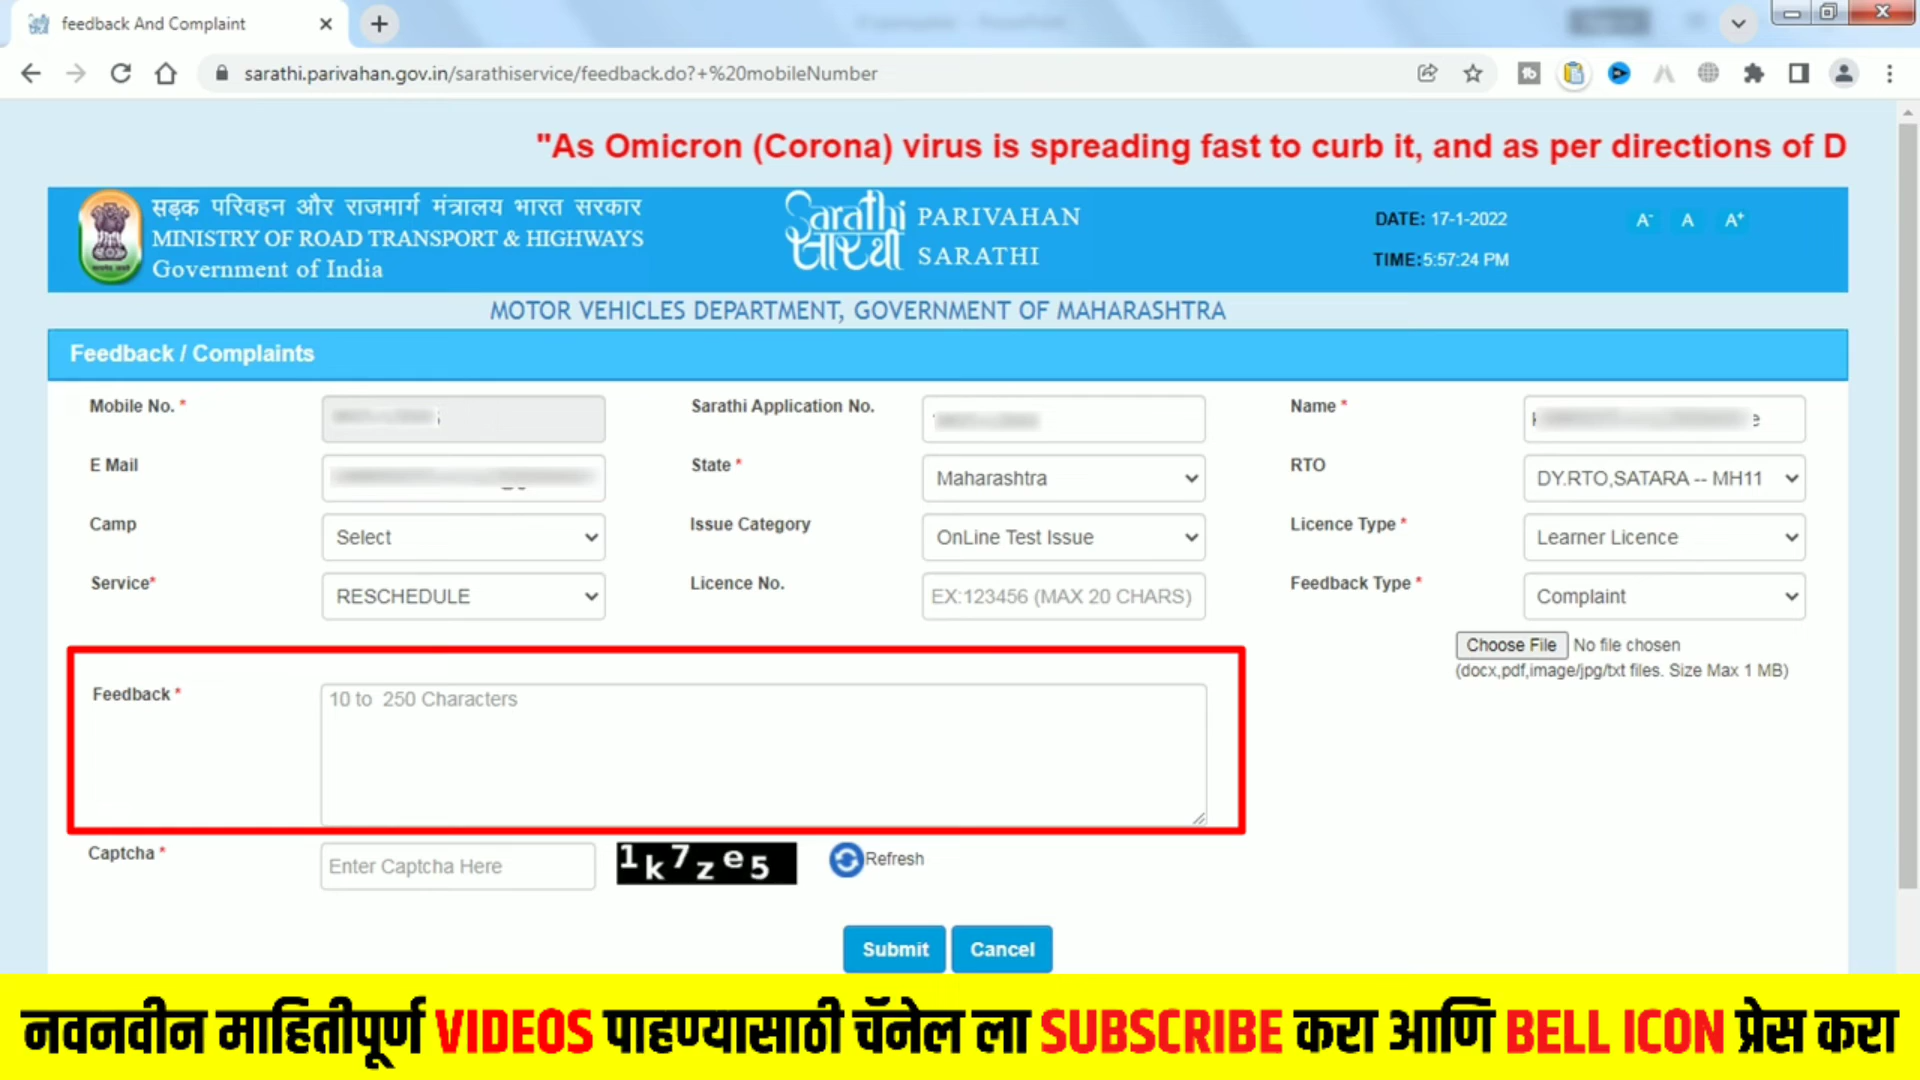 feedback And Complaint
sarathi.parivahan.gov.in/sarathiservice/feedback.do?+%20mobileNumber
"As Omicron (Corona) virus is spreading fast to curb it, and as per directions of D
सड़क परिवहन और राजमार्ग मंत्रालय भारत सरकार
MINISTRY OF ROAD TRANSPORT & HIGHWAYS
Government of India
Sarathi
सारथी
PARIVAHAN
SARATHI
DATE: 17-1-2022
TIME:5:57:24 PM
A- A A+
MOTOR VEHICLES DEPARTMENT, GOVERNMENT OF MAHARASHTRA
Feedback / Complaints
Mobile No. * Sarathi Application No. Name *
E Mail State * Maharashtra RTO DY.RTO,SATARA -- MH11
Camp Select Issue Category OnLine Test Issue Licence Type * Learner Licence
Service* RESCHEDULE Licence No. EX:123456 (MAX 20 CHARS) Feedback Type * Complaint
Choose File No file chosen
(docx,pdf,image/jpg/txt files. Size Max 1 MB)
Feedback * 10 to 250 Characters
Captcha * Enter Captcha Here 1k7ze5 Refresh
Submit Cancel
नवनवीन माहितीपूर्ण VIDEOS पाहण्यासाठी चॅनेल ला SUBSCRIBE करा आणि BELL ICON प्रेस करा